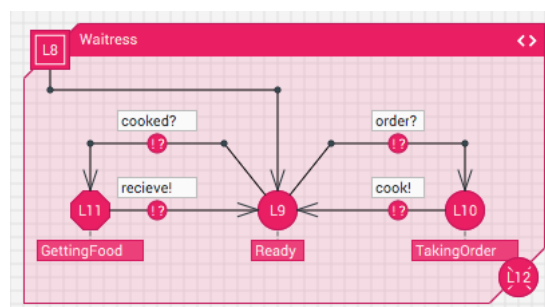 L8
Waitress
<>
cooked?
order?
!?
!?
recieve!
cook!
L11
!?
L9
!?
L10
GettingFood
Ready
TakingOrder
L12